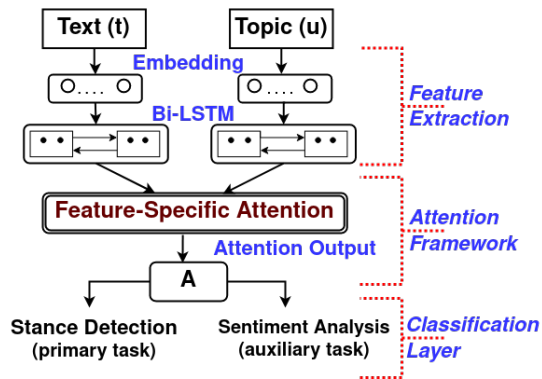 Text (t)
Topic (u)
Embedding
Bi-LSTM
Feature
Extraction
Feature-Specific Attention
Attention Output
Attention
Framework
A
Stance Detection
(primary task)
Sentiment Analysis
(auxiliary task)
Classification
Layer